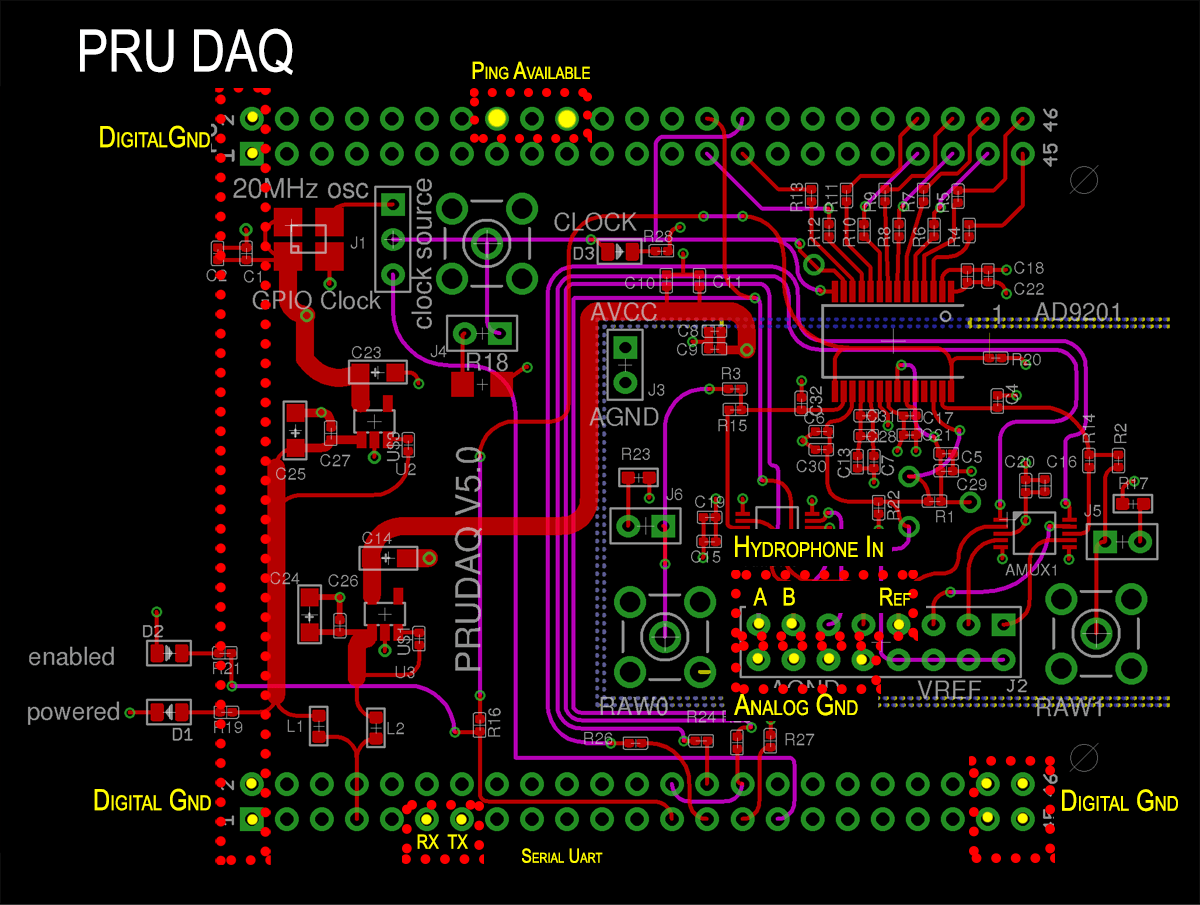 PRU DAQ
PING AVAILABLE
DIGITALGND
2
1
46
45
20MHz osc
clock source
CLOCK
J1
C2
C1
GPIO Clock
D3
R28
R13
R11
R9
R7
R5
R12
R10
R8
R6
R4
C10
C11
C18
C22
AVCC
C8
C9
1
AD9201
J4
R18
C23
J3
AGND
R3
R15
R20
C4
C32
C6
C30
C31
C28
C17
C21
C13
C7
C5
C29
C25
C27
US3
U2
R23
J6
C19
C15
R22
R1
C20
C16
R14
R2
R17
J5
AMUX1
PRUDAQ V5.0
C14
C24
C26
US1
U3
HYDROPHONE IN
A B REF
AGND
VREF
J2
ANALOG GND
RAW0
RAW1
D2
enabled
R21
powered
D1
R19
L1
L2
R16
R26
R24
R27
DIGITAL GND
2
1
RX TX
SERIAL UART
46
45
DIGITAL GND